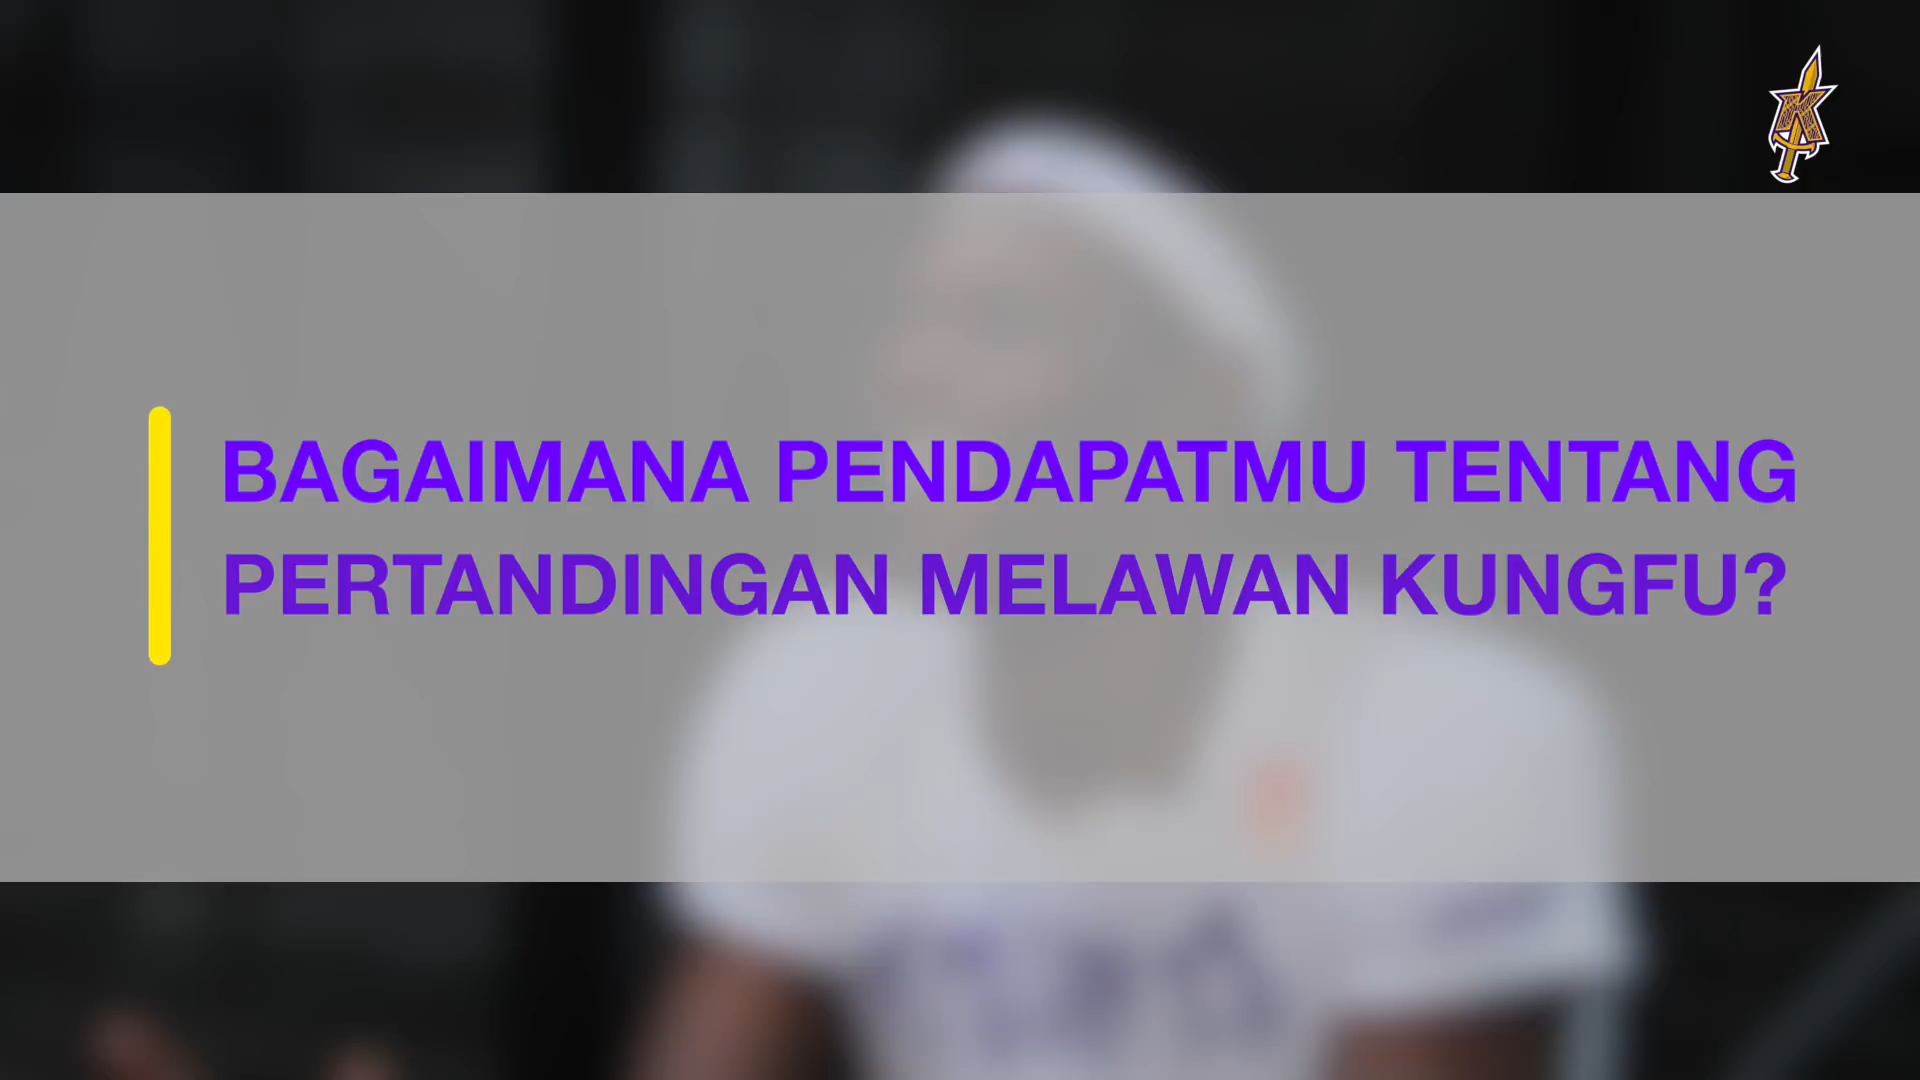 BAGAIMANA PENDAPATMU TENTANG
PERTANDINGAN MELAWAN KUNGFU?